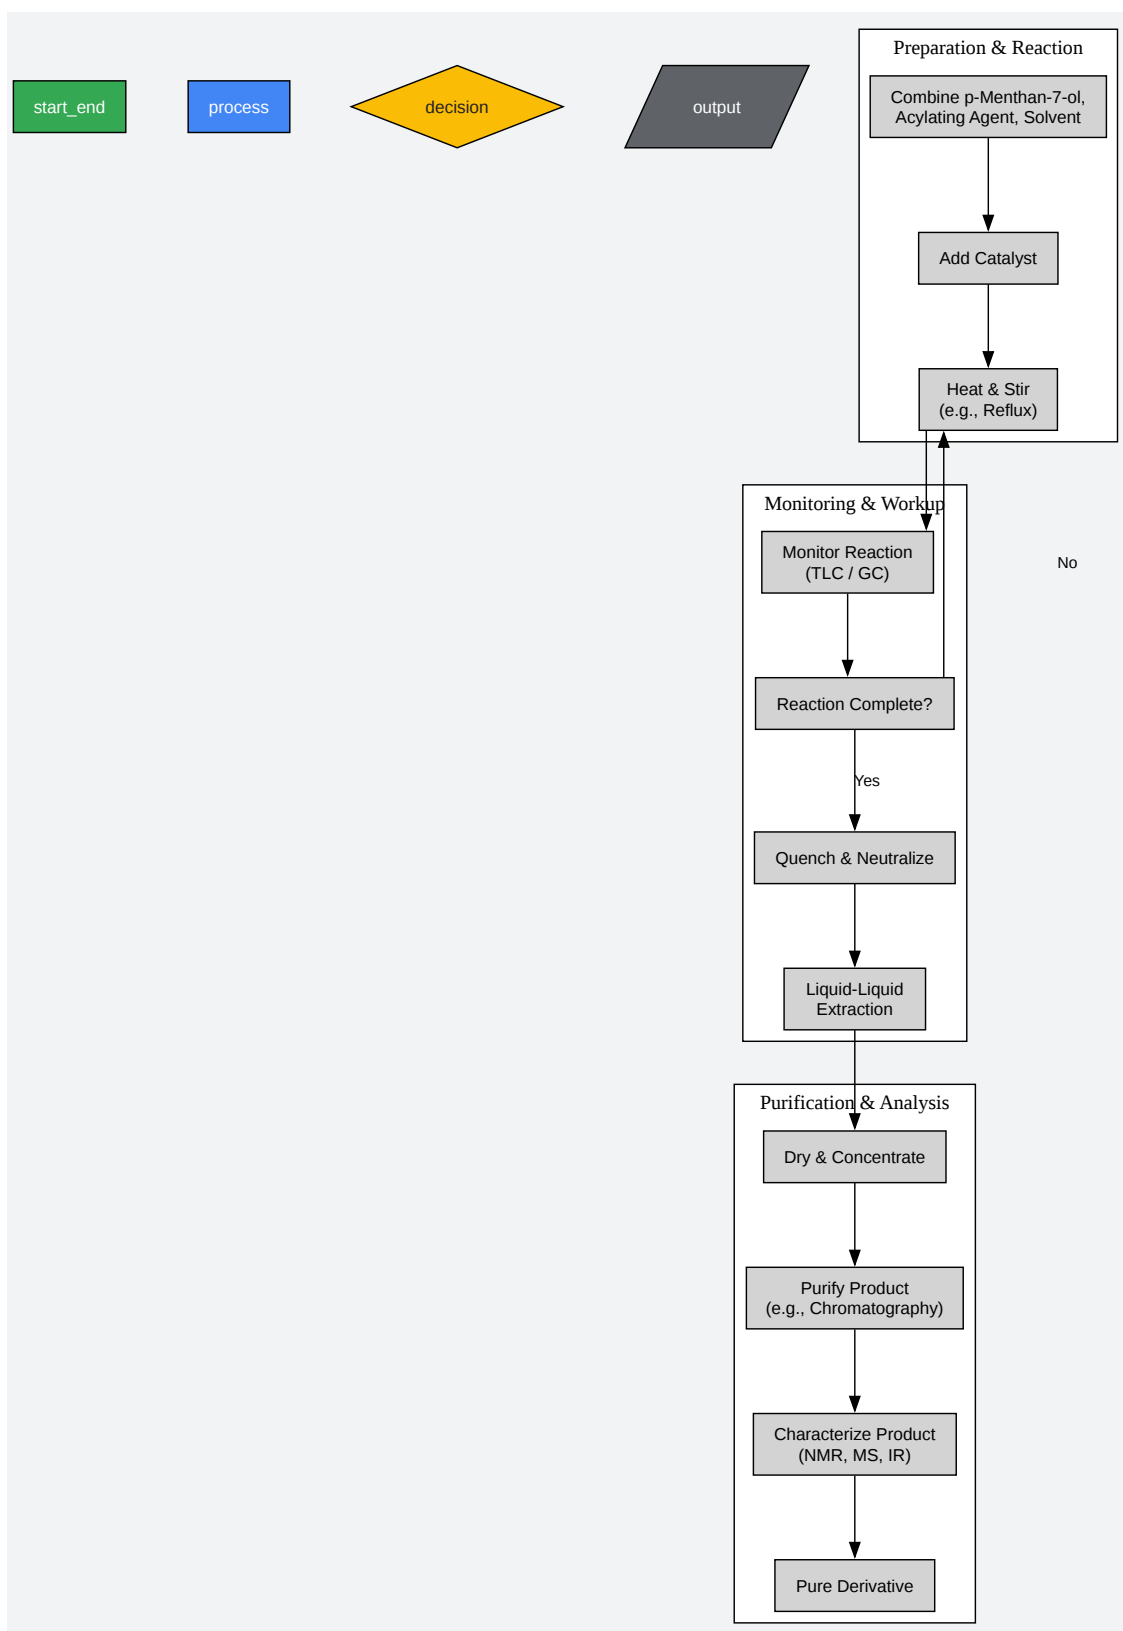 start_end
process
decision
output
Preparation & Reaction
Combine p-Menthan-7-ol,
Acylating Agent, Solvent
Add Catalyst
Heat & Stir
(e.g., Reflux)
Monitoring & Workup
Monitor Reaction
(TLC / GC)
No
Reaction Complete?
Yes
Quench & Neutralize
Liquid-Liquid
Extraction
Purification & Analysis
Dry & Concentrate
Purify Product
(e.g., Chromatography)
Characterize Product
(NMR, MS, IR)
Pure Derivative